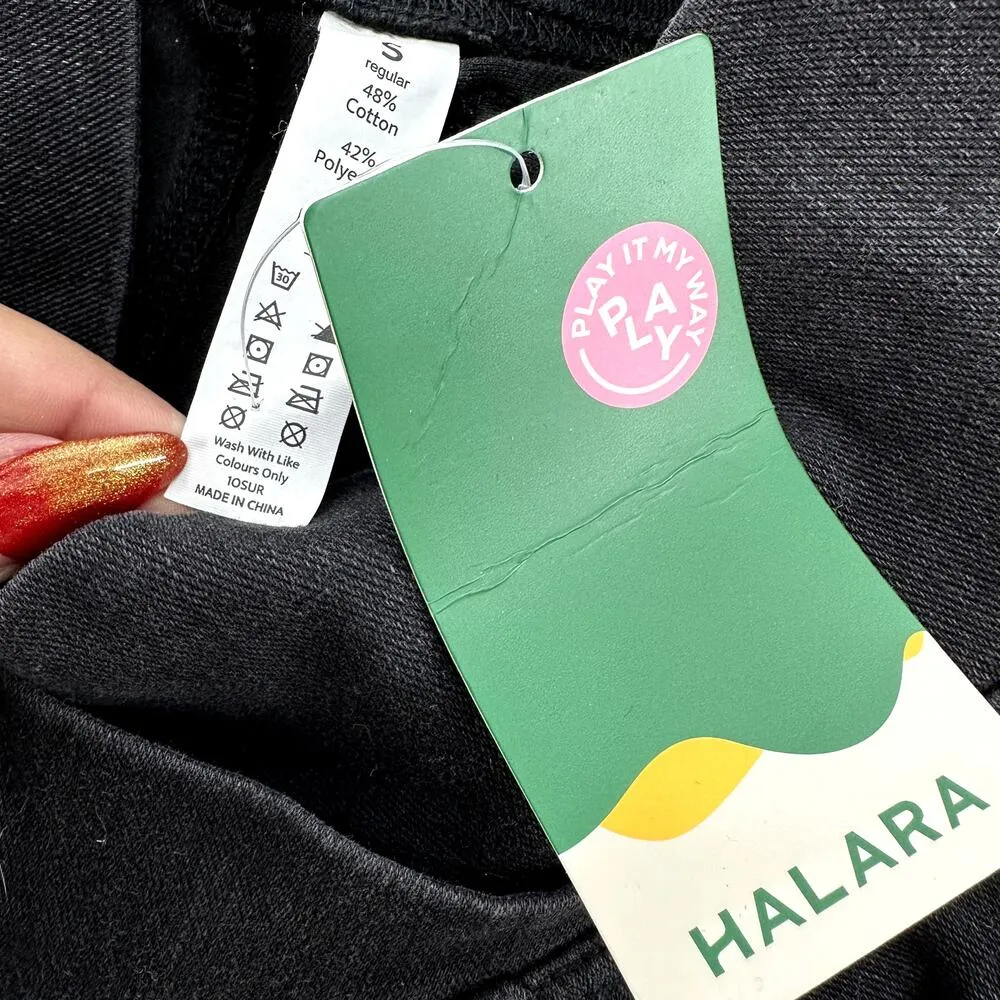 S
regular
48%
Cotton
42%
30
Wash With Like
Colours Only
10SUR
MADE IN CHINA
PLAY IT MY WAY
PLAY
HALARA